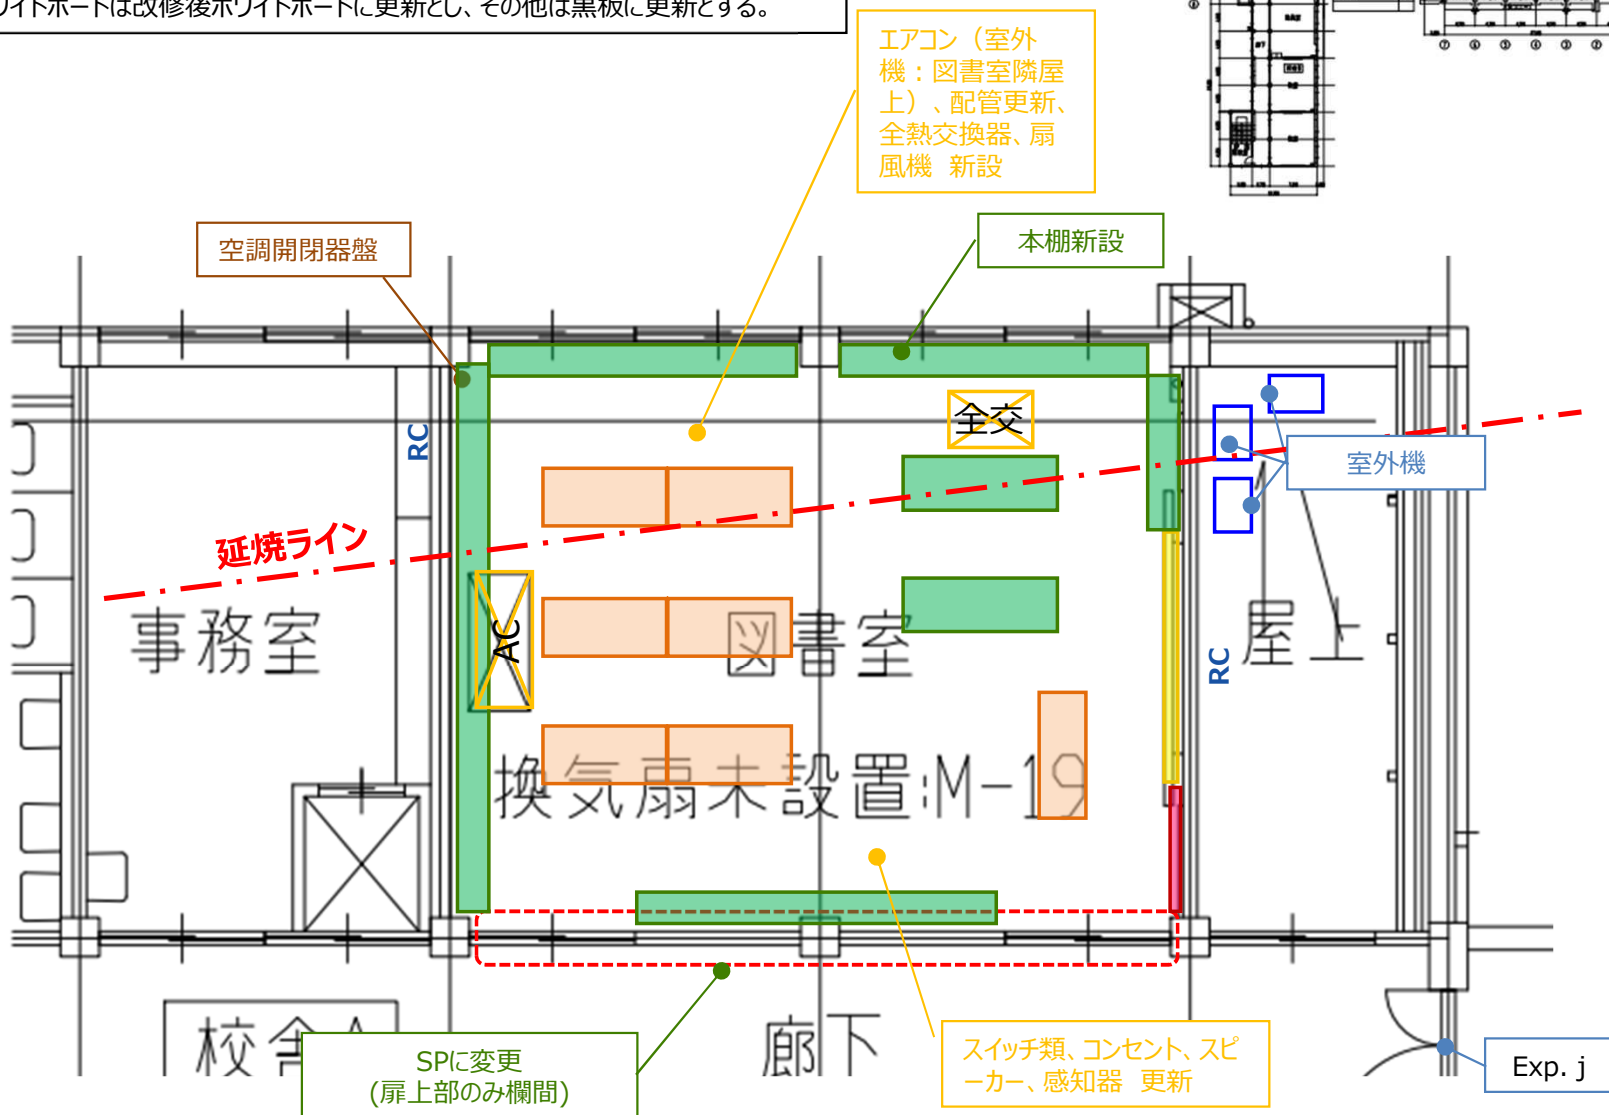 ワイトボードは改修後ホワイトボードに更新とし、その他は黒板に更新とする。
エアコン（室外
機：図書室隣屋
上）、配管更新、
全熱交換器、扇
風機 新設
空調開閉器盤
本棚新設
全交
RC
室外機
延焼ライン
事務室
AC
図書室
RC
屋上
換気扇未設置:M-19
校舎A
廊下
SPに変更
(扉上部のみ欄間)
スイッチ類、コンセント、スピ
ーカー、感知器 更新
Exp. j